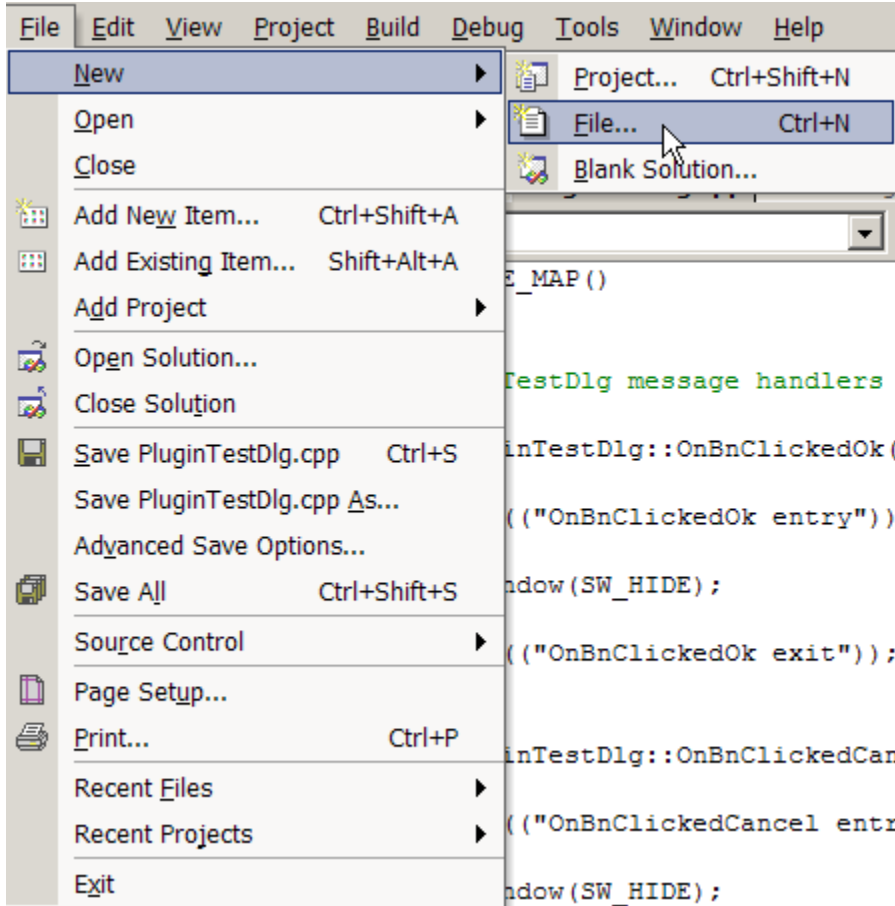 File Edit View Project Build Debug Tools Window Help
New
Open
Close
Add New Item... Ctrl+Shift+A
Add Existing Item... Shift+Alt+A
Add Project
Open Solution...
Close Solution
Save PluginTestDlg.cpp Ctrl+S
Save PluginTestDlg.cpp As...
Advanced Save Options...
Save All Ctrl+Shift+S
Source Control
Page Setup...
Print... Ctrl+P
Recent Files
Recent Projects
Exit
Project... Ctrl+Shift+N
File... Ctrl+N
Blank Solution...
E_MAP()
TestDlg message handlers
inTestDlg::OnBnClickedOk(
(("OnBnClickedOk entry"))
ndow(SW_HIDE);
(("OnBnClickedOk exit"));
inTestDlg::OnBnClickedCan
(("OnBnClickedCancel entr
ndow(SW_HIDE);